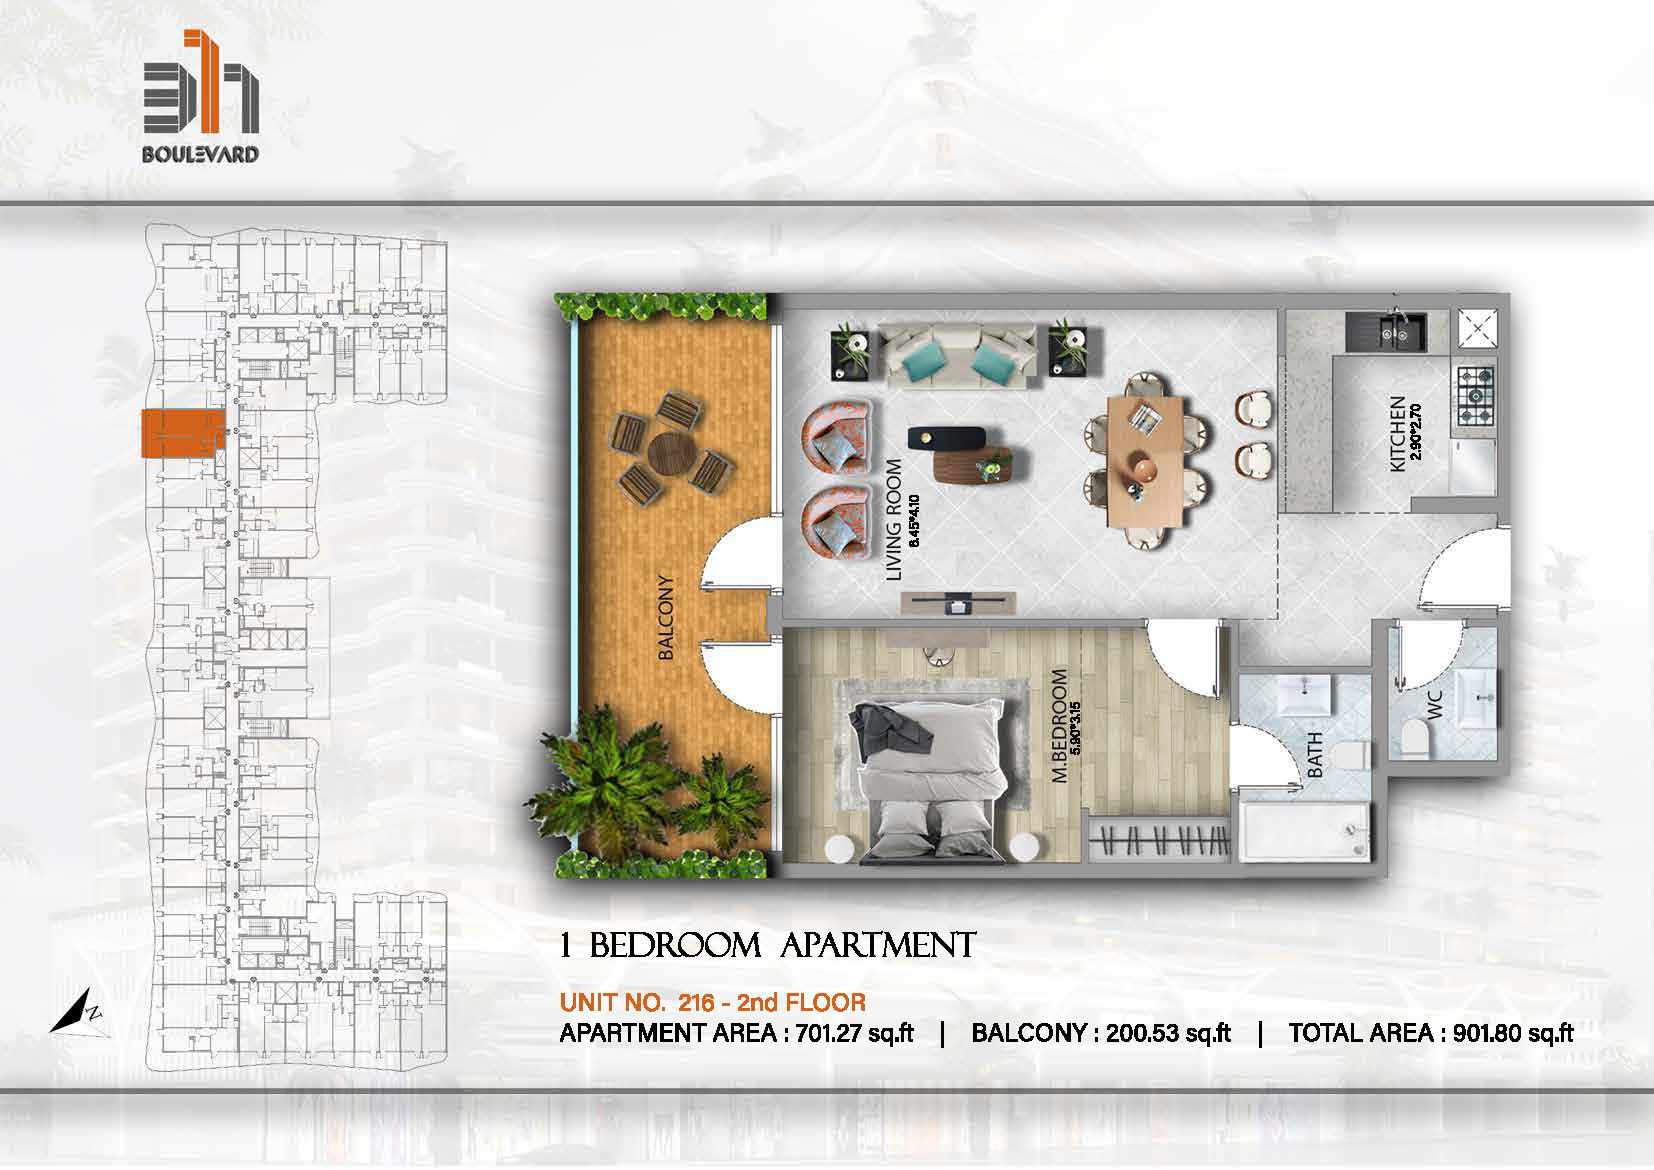 BOULEVARD
LIVING ROOM
6.45*4.10
KITCHEN
2.90*2.70
BALCONY
M.BEDROOM
5.90*3.15
BATH
WC
1 BEDROOM APARTMENT
UNIT NO. 216 - 2nd FLOOR
APARTMENT AREA : 701.27 sq.ft | BALCONY : 200.53 sq.ft | TOTAL AREA : 901.80 sq.ft
N